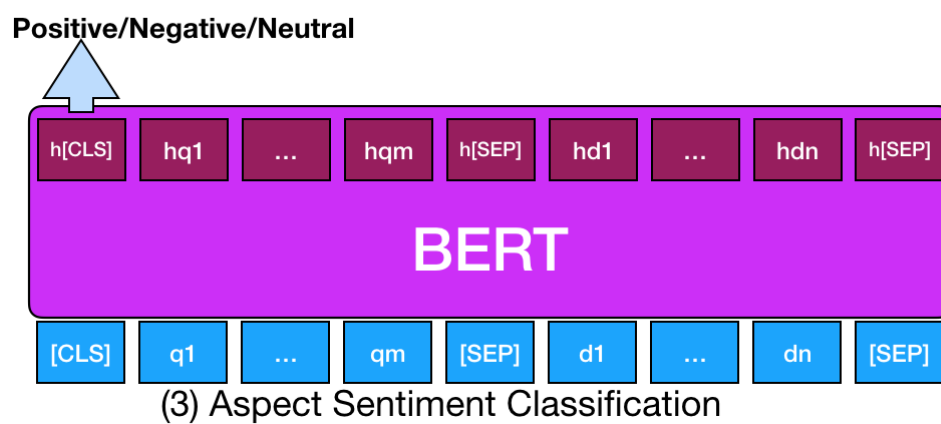 Positive/Negative/Neutral
h[CLS] hq1 ... hqm h[SEP] hd1 ... hdn h[SEP]
BERT
[CLS] q1 ... qm [SEP] d1 ... dn [SEP]
(3) Aspect Sentiment Classification